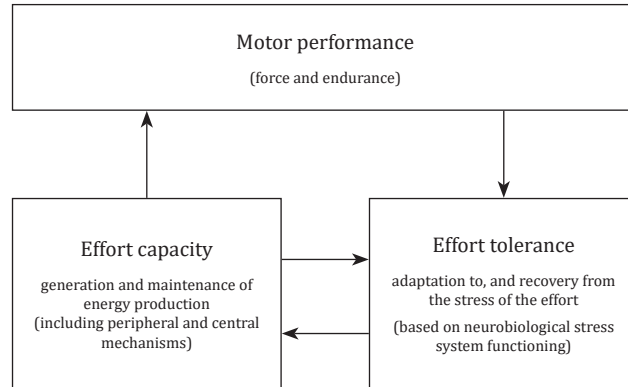 Motor performance
(force and endurance)
Effort capacity
generation and maintenance of
energy production
(including peripheral and central
mechanisms)
Effort tolerance
adaptation to, and recovery from
the stress of the effort
(based on neurobiological stress
system functioning)